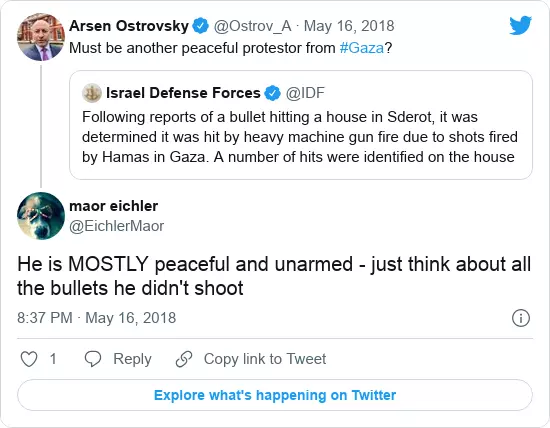 Arsen Ostrovsky @Ostrov_A · May 16, 2018
Must be another peaceful protestor from #Gaza?
Israel Defense Forces @IDF
Following reports of a bullet hitting a house in Sderot, it was
determined it was hit by heavy machine gun fire due to shots fired
by Hamas in Gaza. A number of hits were identified on the house
maor eichler
@EichlerMaor
He is MOSTLY peaceful and unarmed - just think about all
the bullets he didn't shoot
8:37 PM · May 16, 2018
1 Reply Copy link to Tweet
Explore what's happening on Twitter